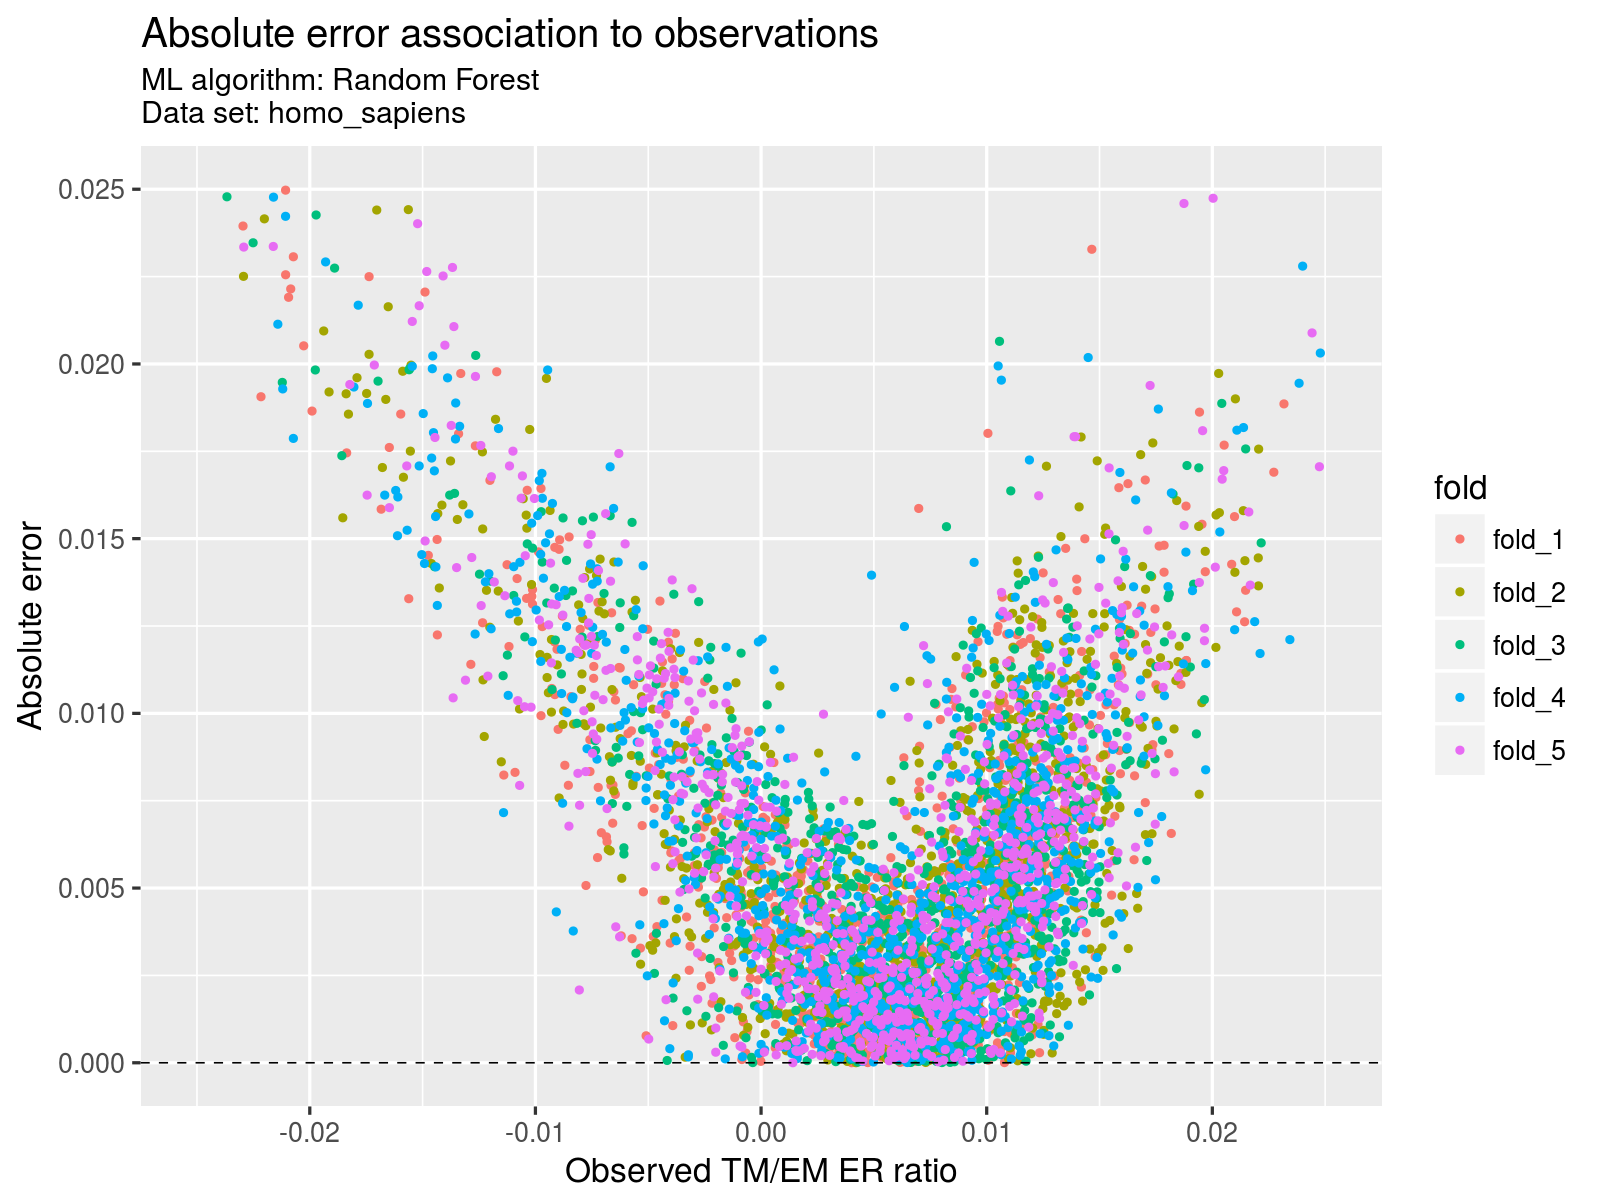 Absolute error association to observations
ML algorithm: Random Forest
Data set: homo_sapiens
0.025
0.020
0.015
0.010
0.005
0.000
Absolute error
-0.02
-0.01
0.00
0.01
0.02
Observed TM/EM ER ratio
fold
fold_1
fold_2
fold_3
fold_4
fold_5